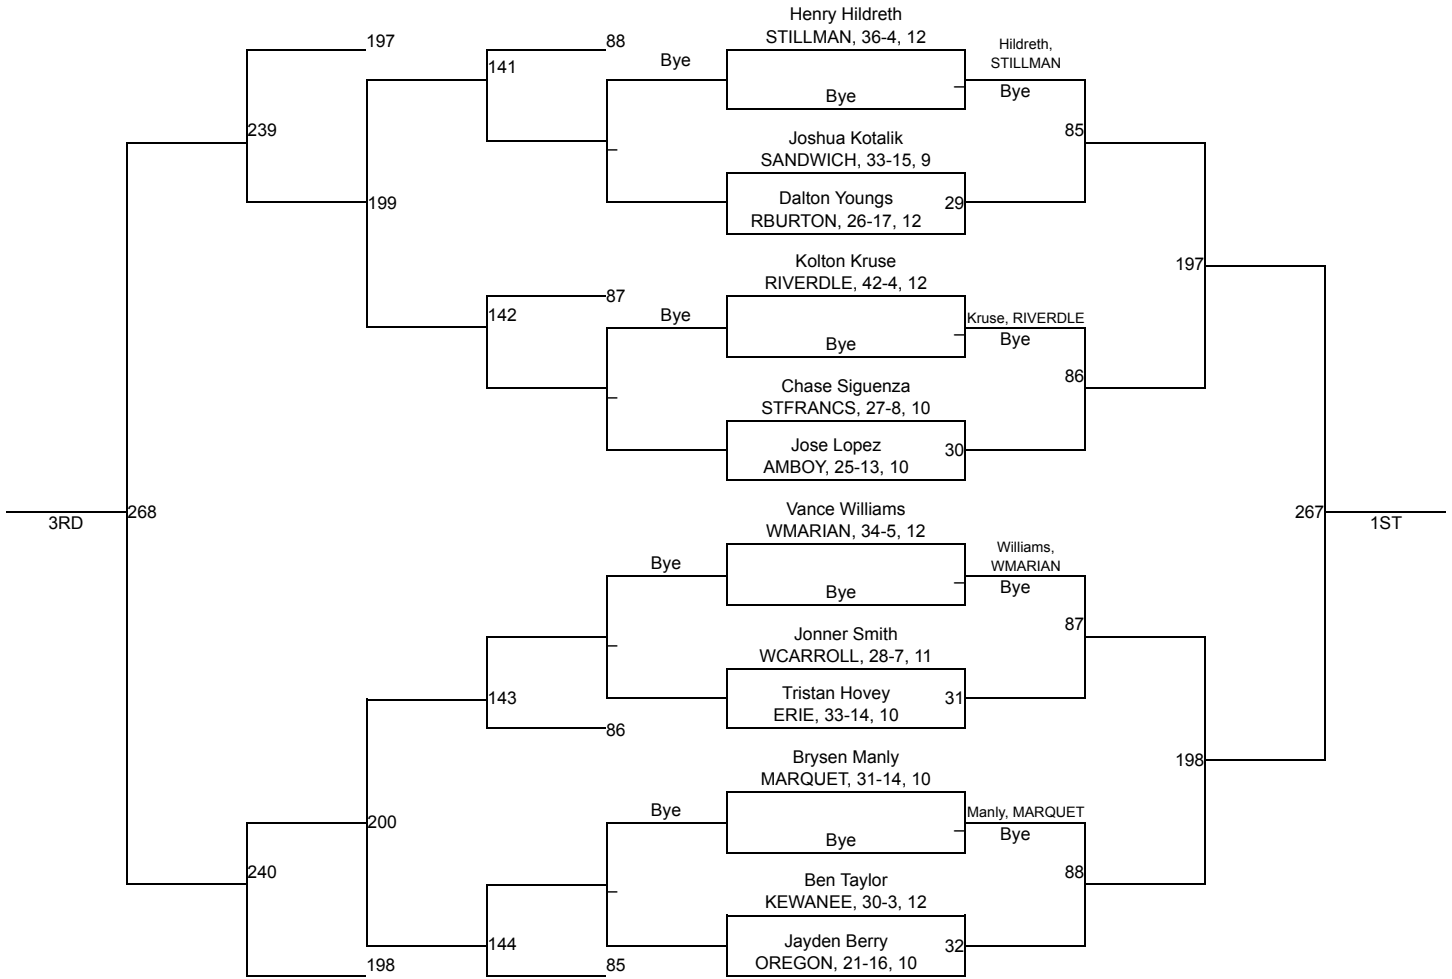 Henry Hildreth
STILLMAN, 36-4, 12
197
88
Bye
Hildreth,
STILLMAN
141
Bye
Bye
239
85
Joshua Kotalik
SANDWICH, 33-15, 9
199
Dalton Youngs
29
RBURTON, 26-17, 12
Kolton Kruse
197
RIVERDLE, 42-4, 12
87
142
Bye
Kruse, RIVERDLE
Bye
Bye
86
Chase Siguenza
STFRANCS, 27-8, 10
Jose Lopez
30
AMBOY, 25-13, 10
Vance Williams
3RD
268
267
1ST
WMARIAN, 34-5, 12
Williams,
WMARIAN
Bye
Bye
Bye
87
Jonner Smith
WCARROLL, 28-7, 11
143
Tristan Hovey
31
ERIE, 33-14, 10
86
Brysen Manly
198
MARQUET, 31-14, 10
Bye
Manly, MARQUET
200
Bye
Bye
240
88
Ben Taylor
KEWANEE, 30-3, 12
144
Jayden Berry
32
OREGON, 21-16, 10
198
85